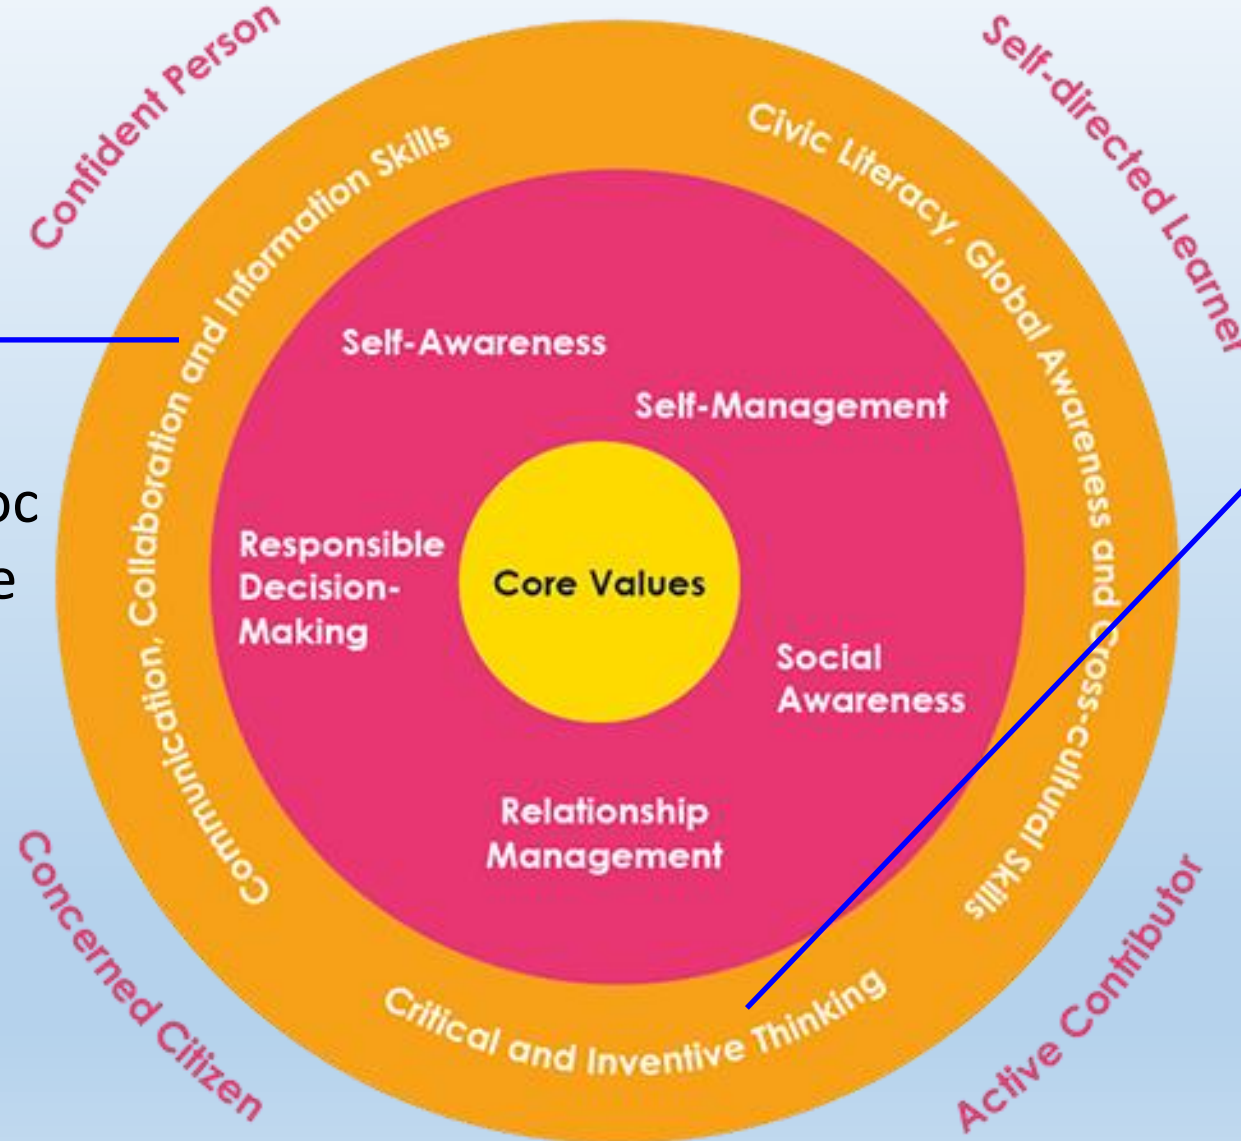 Confident Person
Self-directed Learner
Communication, Collaboration and Information Skills
Civic Literacy, Global Awareness and Cross-cultural Skills
Self-Awareness
Self-Management
oc
e
Responsible
Decision-
Making
Core Values
Social
Awareness
Relationship
Management
Critical and Inventive Thinking
Concerned Citizen
Active Contributor